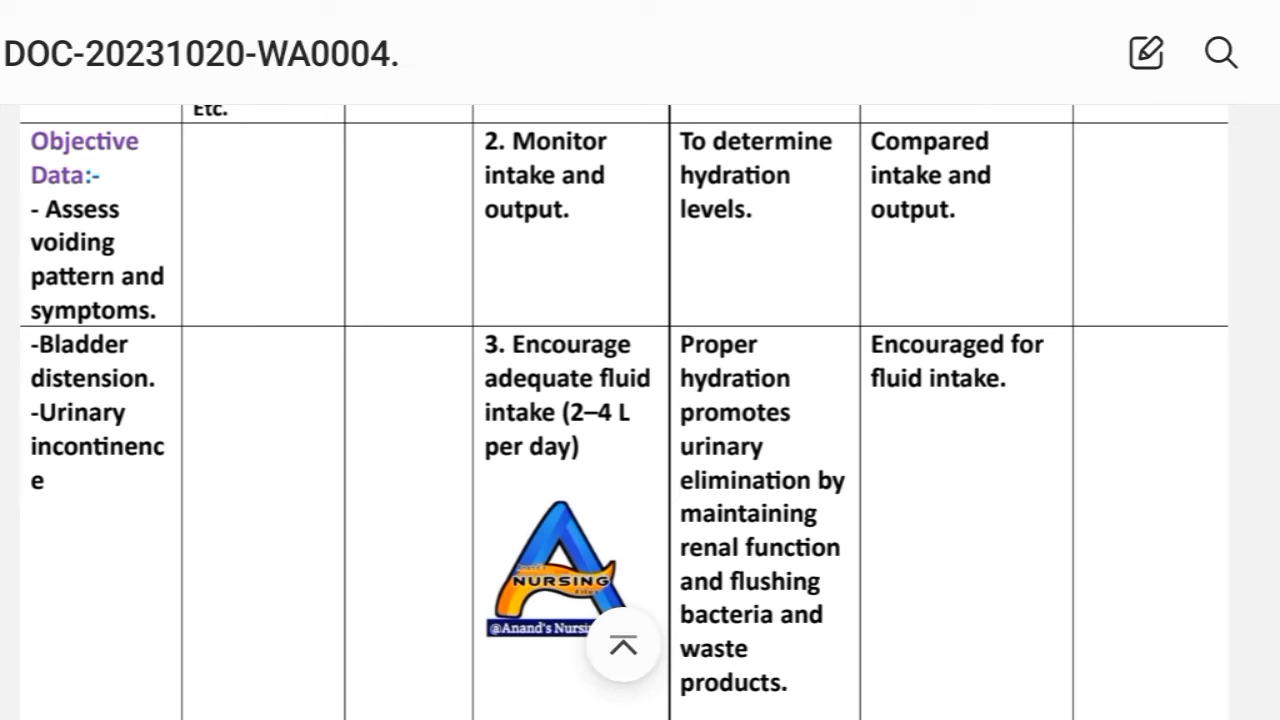 DOC-20231020-WA0004.
Etc.
Objective
Data:-
- Assess
voiding
pattern and
symptoms.
2. Monitor
intake and
output.
To determine
hydration
levels.
Compared
intake and
output.
-Bladder
distension.
-Urinary
incontinenc
e
3. Encourage
adequate fluid
intake (2–4 L
per day)
NURSING
@Anand's
Proper
hydration
promotes
urinary
elimination by
maintaining
renal function
and flushing
bacteria and
waste
products.
Encouraged for
fluid intake.